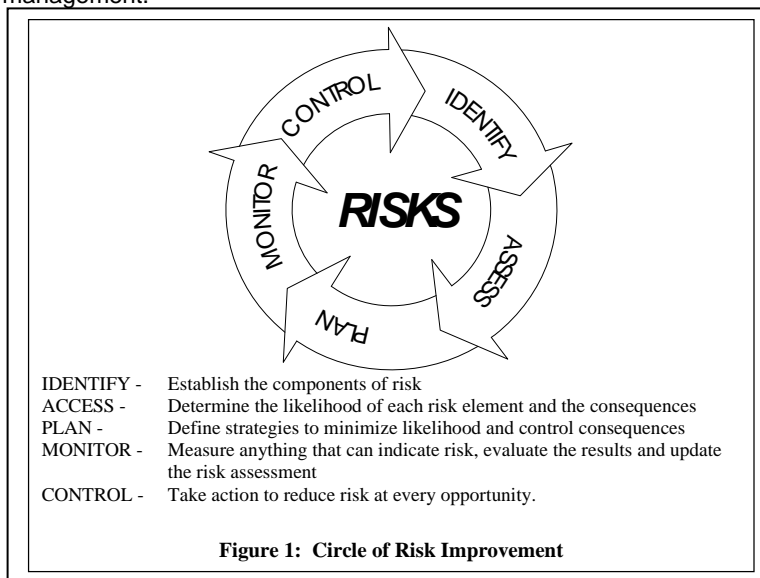 management.
CONTROL
IDENTIFY
MONITOR
RISKS
ASSESS
PLAN
IDENTIFY - Establish the components of risk
ACCESS - Determine the likelihood of each risk element and the consequences
PLAN - Define strategies to minimize likelihood and control consequences
MONITOR - Measure anything that can indicate risk, evaluate the results and update
the risk assessment
CONTROL - Take action to reduce risk at every opportunity.
Figure 1: Circle of Risk Improvement